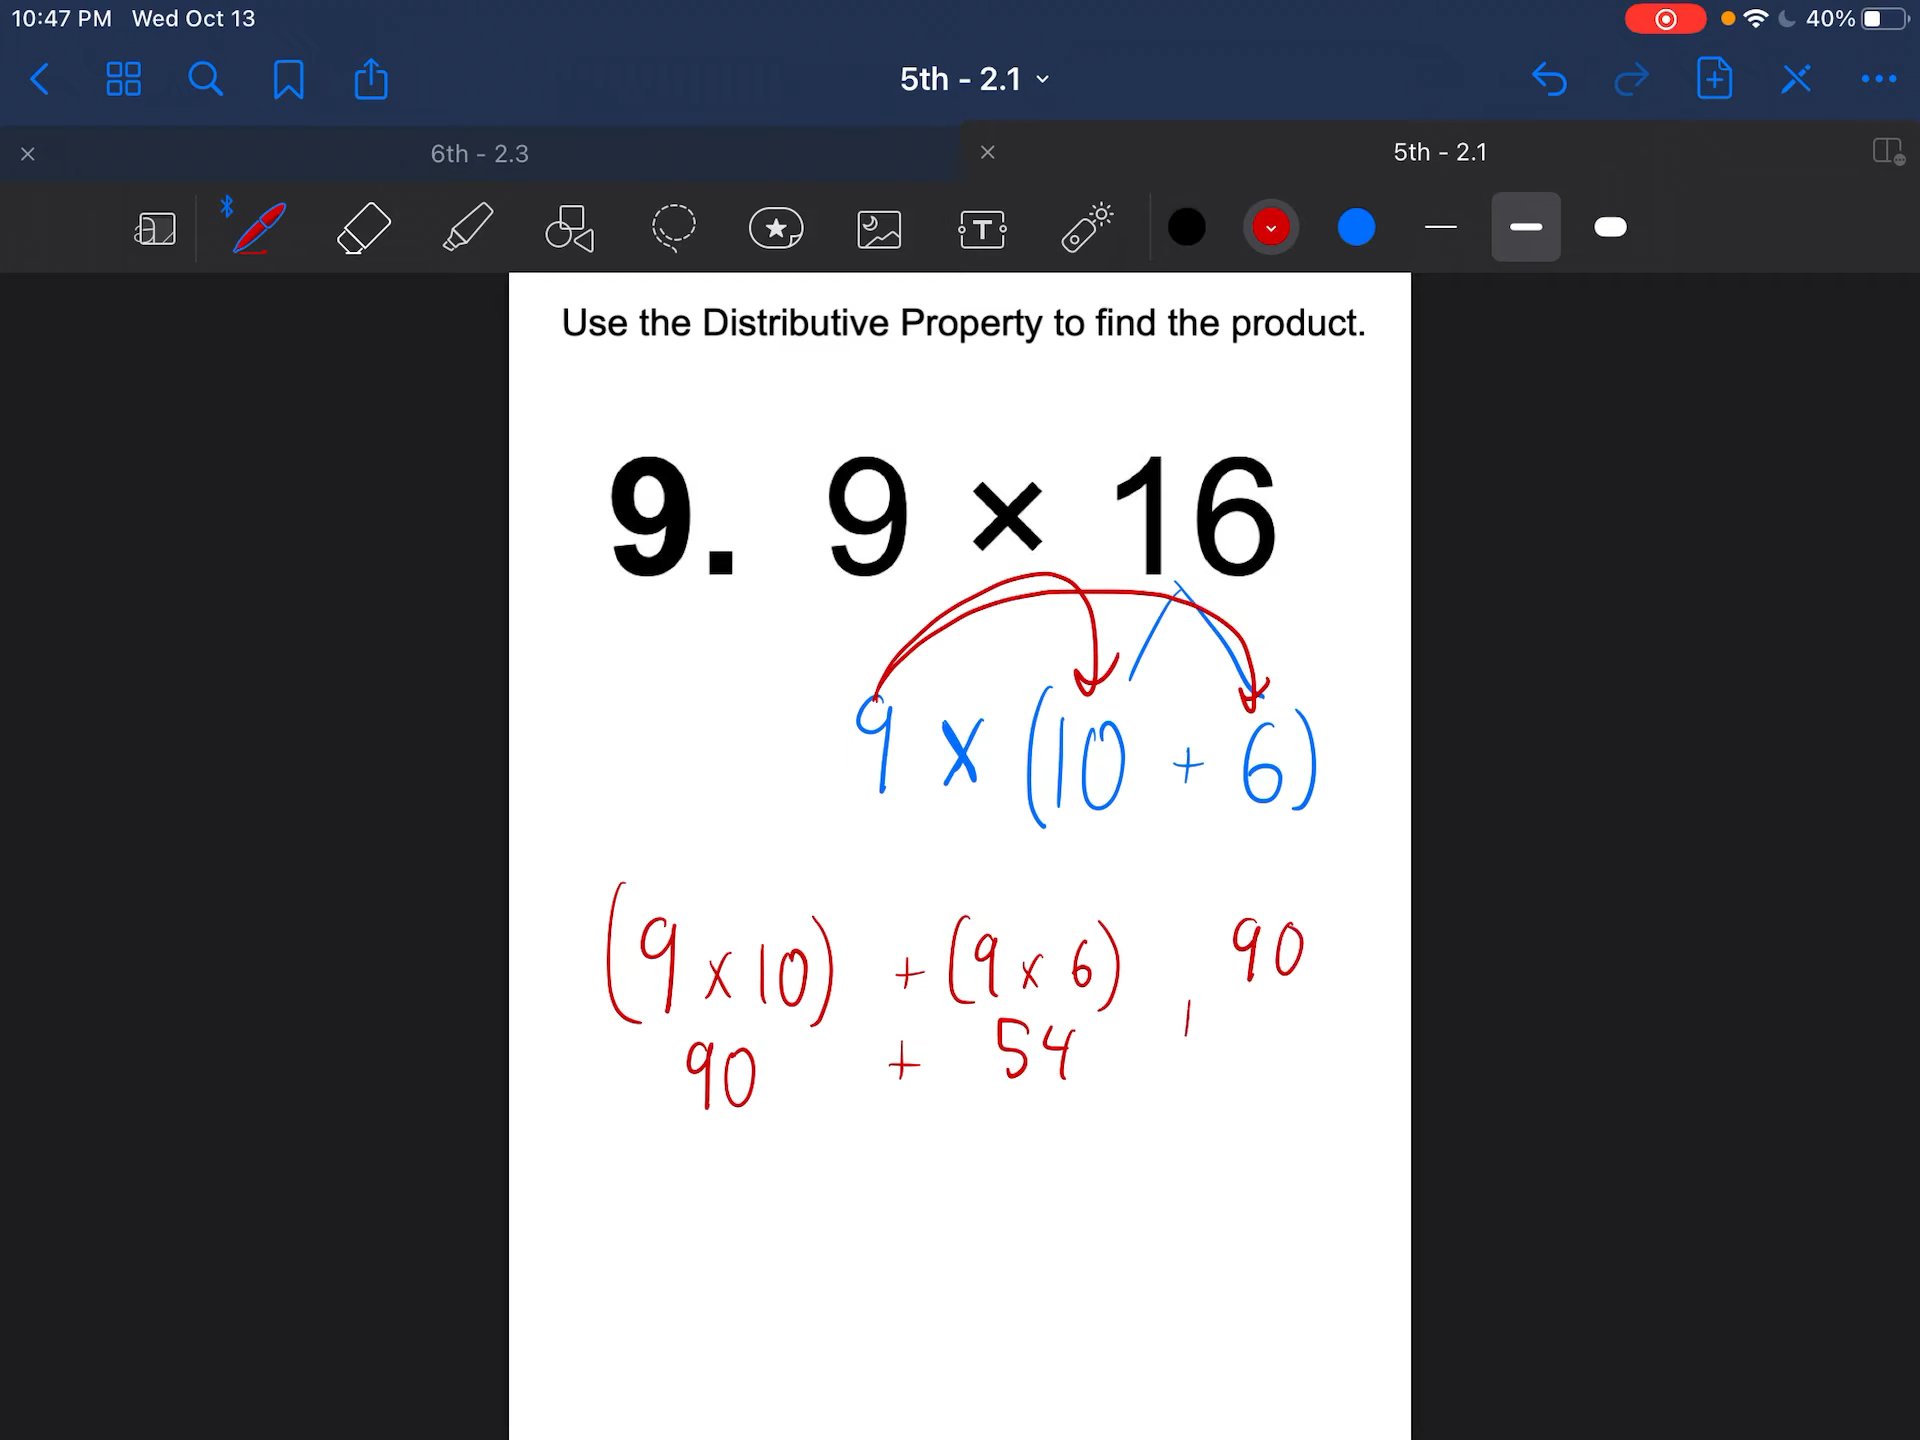 10:47 PM Wed Oct 13 40%
5th - 2.1
6th - 2.3 5th - 2.1
T
Use the Distributive Property to find the product.
9. 9 × 16
9 x (10 + 6)
(9 x 10) + (9 x 6) 90
90 + 54